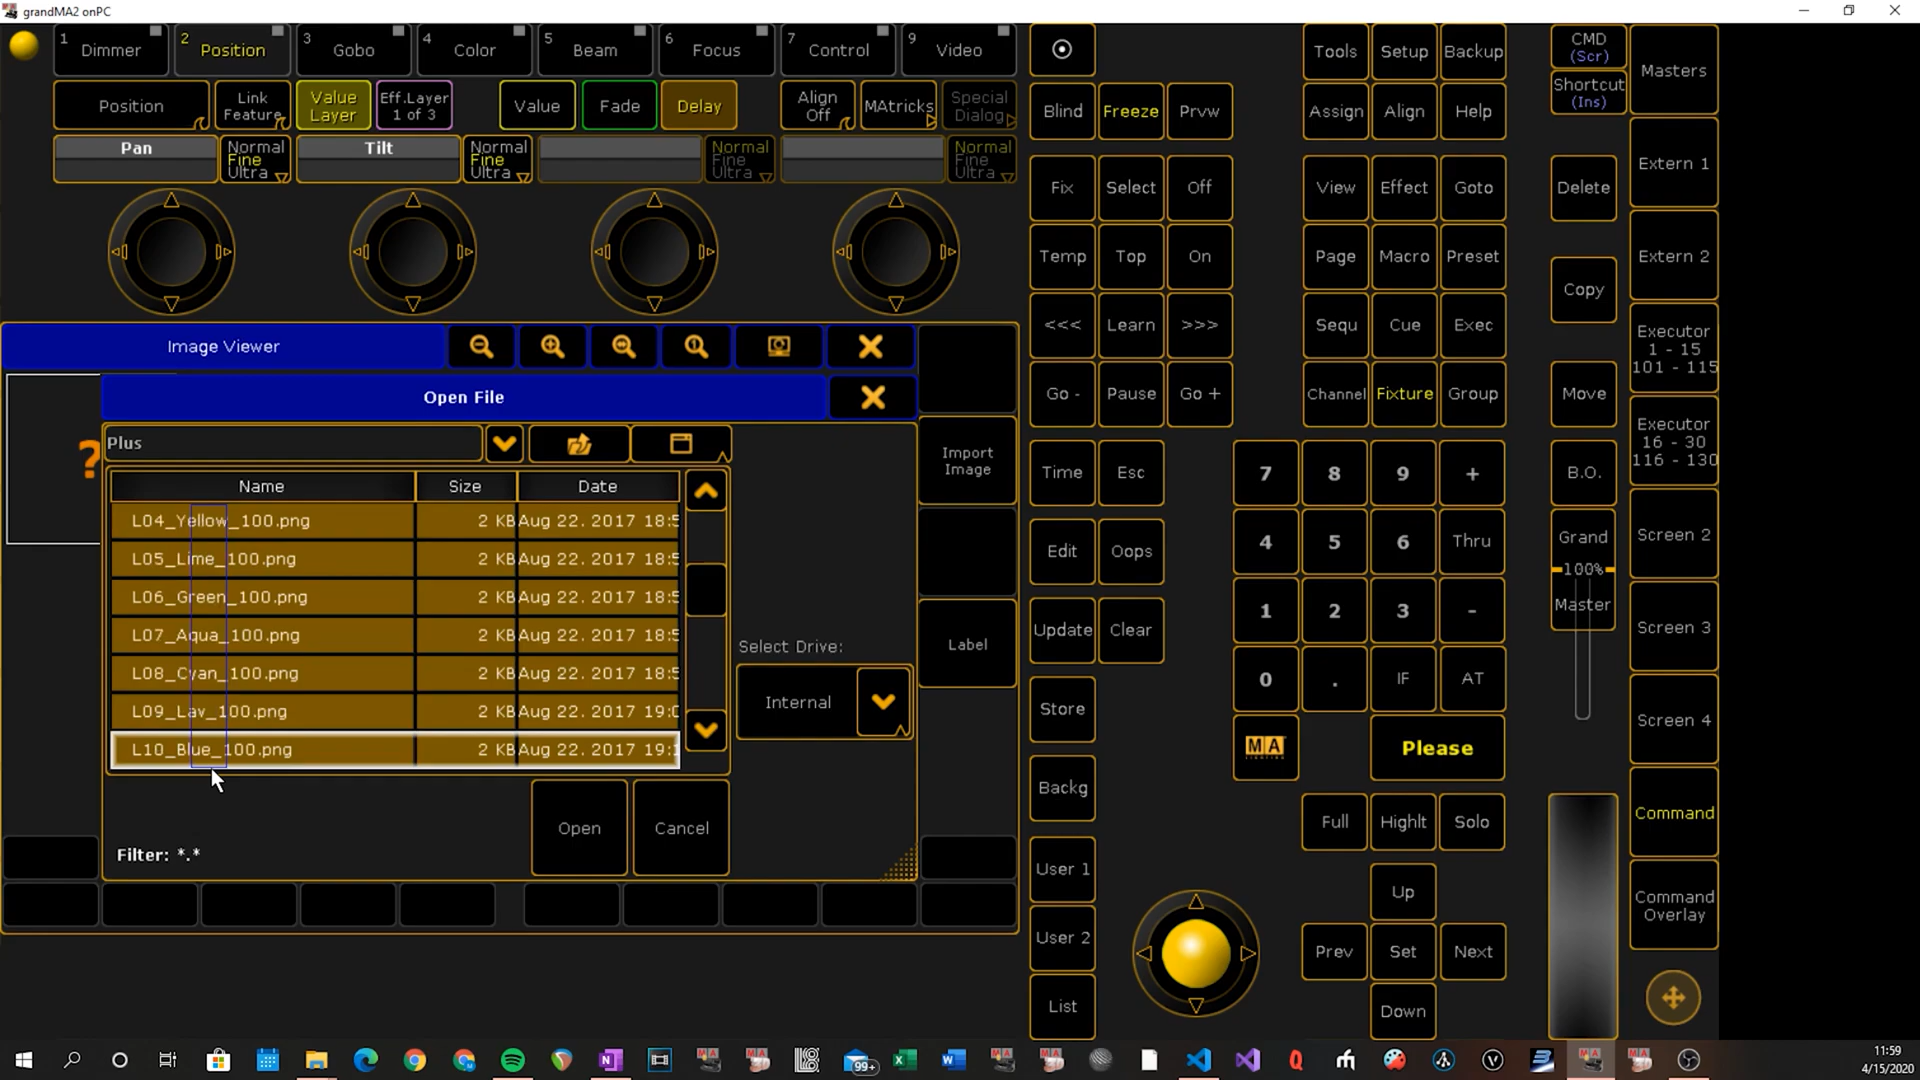 grandMA2 onPC
1 Dimmer
2 Position
3 Gobo
4 Color
5 Beam
6 Focus
7 Control
9 Video
Position
Link Feature
Value Layer
Eff.Layer 1 of 3
Value
Fade
Delay
Align Off
MAtricks
Special Dialog
Pan
Normal Fine Ultra
Tilt
Normal Fine Ultra
Normal Fine Ultra
Normal Fine Ultra
Image Viewer
Open File
Plus
Name Size Date
L04_Yellow_100.png 2 KB Aug 22. 2017 18:5
L05_Lime_100.png 2 KB Aug 22. 2017 18:5
L06_Green_100.png 2 KB Aug 22. 2017 18:5
L07_Aqua_100.png 2 KB Aug 22. 2017 18:5
L08_Cyan_100.png 2 KB Aug 22. 2017 18:5
L09_Lav_100.png 2 KB Aug 22. 2017 19:0
L10_Blue_100.png 2 KB Aug 22. 2017 19:1
Select Drive:
Internal
Open
Cancel
Filter: *.*
Import Image
Label
?
Blind Freeze Prvw
Fix Select Off
Temp Top On
<<< Learn >>>
Go - Pause Go +
Time Esc
Edit Oops
Update Clear
Store
Backg
User 1
User 2
List
Tools Setup Backup
Assign Align Help
View Effect Goto
Page Macro Preset
Sequ Cue Exec
Channel Fixture Group
7 8 9 +
4 5 6 Thru
1 2 3 -
0 . IF AT
MA
Please
Full Highlt Solo
Up
Prev Set Next
Down
CMD
(Scr)
Shortcut
(Ins)
Delete
Copy
Move
B.O.
Grand
100%
Master
Masters
Extern 1
Extern 2
Executor
1 - 15
101 - 115
Executor
16 - 30
116 - 130
Screen 2
Screen 3
Screen 4
Command
Command
Overlay
99+
11:59
4/15/2020